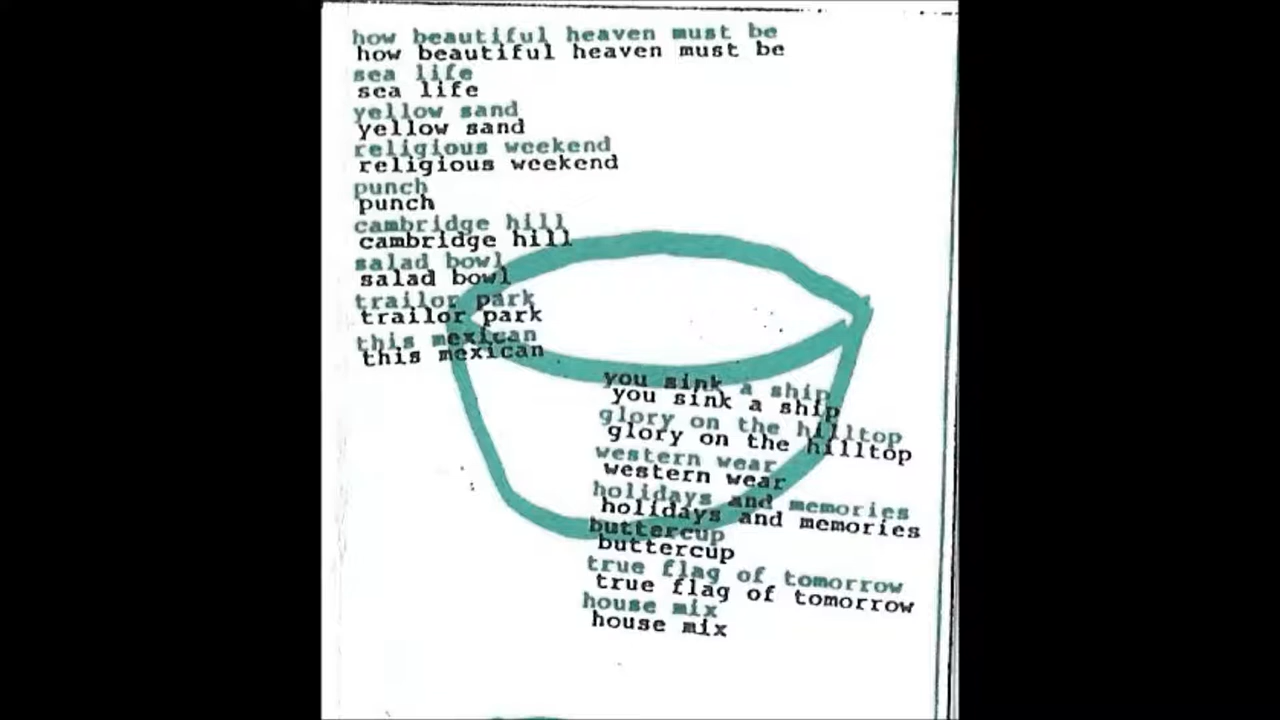 how beautiful heaven must be
how beautiful heaven must be
sea life
sea life
yellow sand
yellow sand
religious weekend
religious weekend
punch
punch
cambridge hill
cambridge hill
salad bowl
salad bowl
trailor park
trailor park
this mexican
this mexican
you sink a ship
you sink a ship
glory on the hilltop
glory on the hilltop
western wear
western wear
holidays and memories
holidays and memories
buttercup
buttercup
true flag of tomorrow
true flag of tomorrow
house mix
house mix